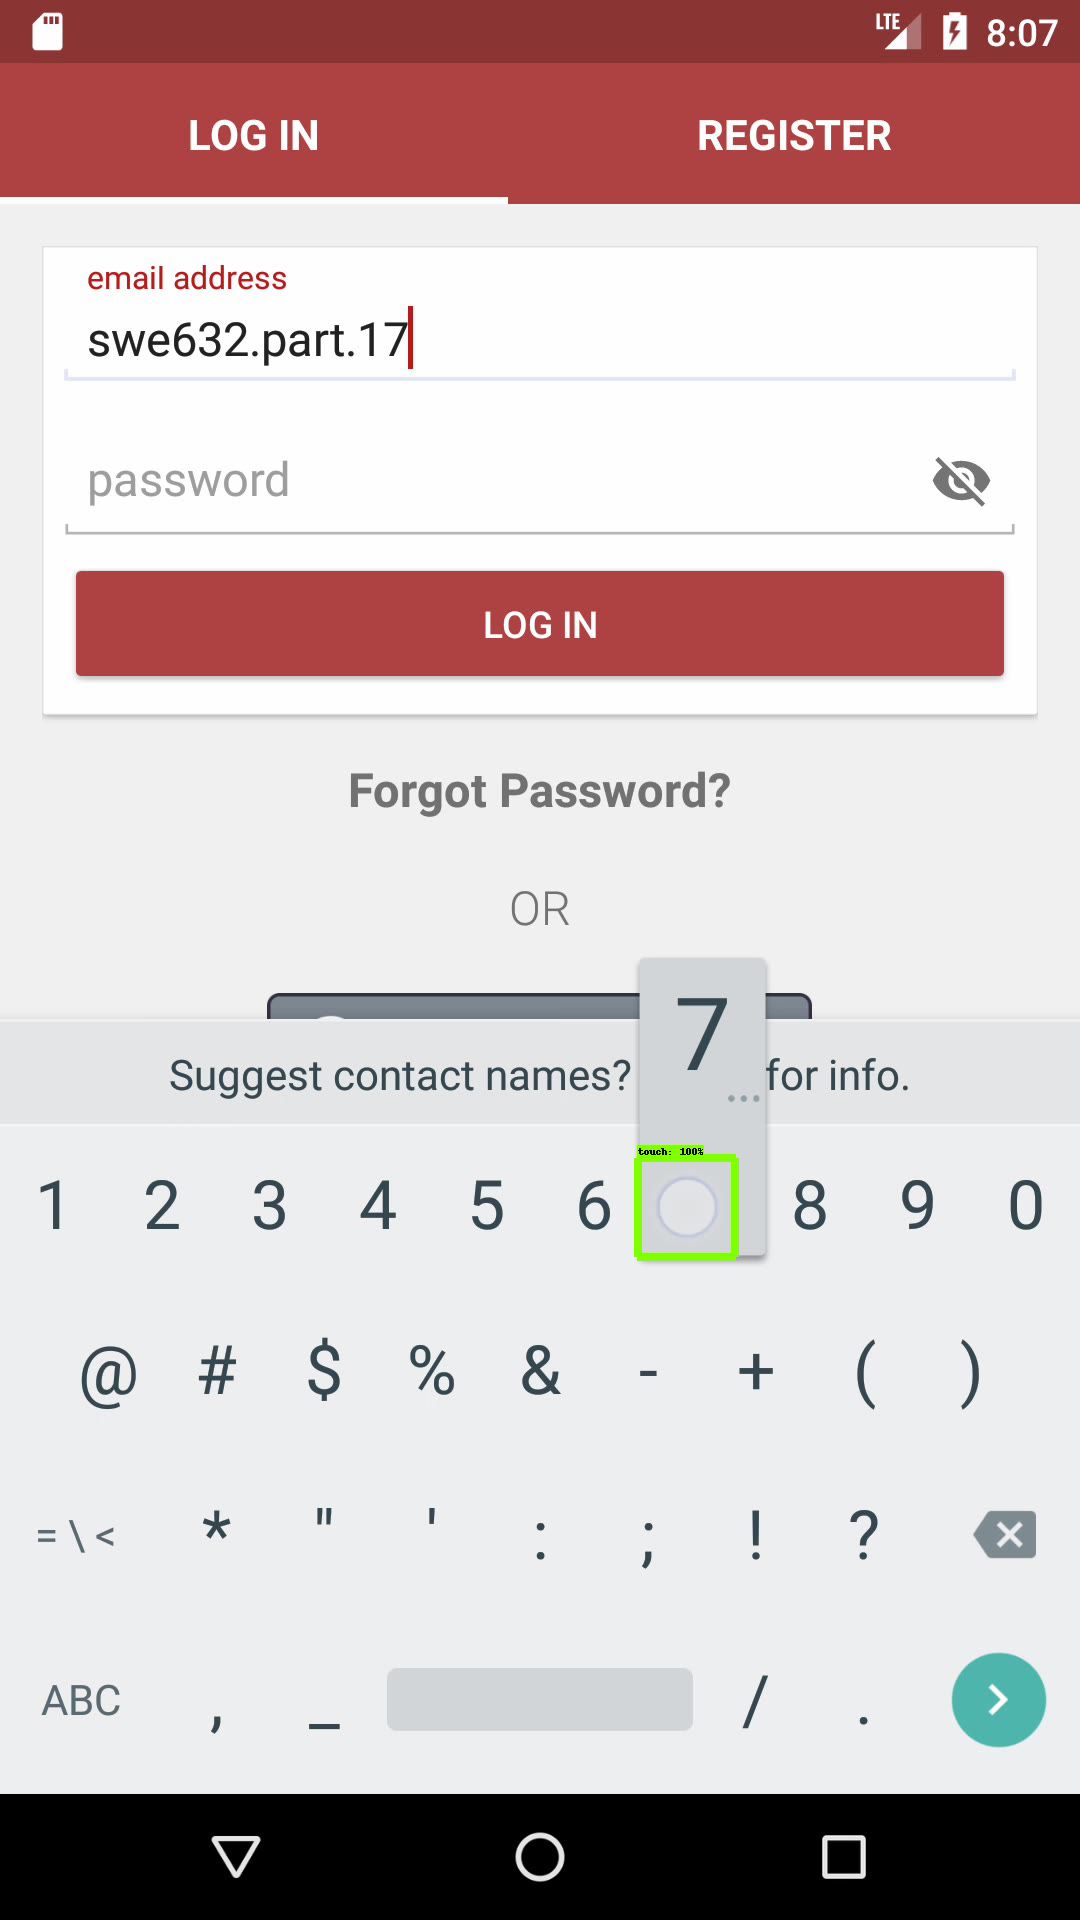 LTE 8:07
LOG IN REGISTER
email address
swe632.part.17
password
LOG IN
Forgot Password?
OR
7
Suggest contact names? for info.
...
touch: 100%
1 2 3 4 5 6 8 9 0
@ # $ % & - + ( )
= \ < * " ' : ; ! ?
ABC , _ / .